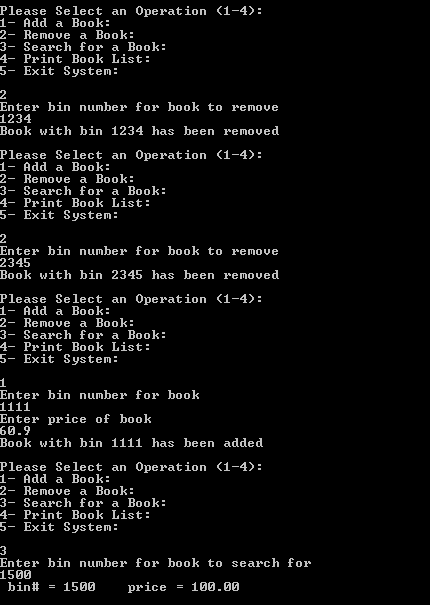 Please Select an Operation (1-4):
1- Add a Book:
2- Remove a Book:
3- Search for a Book:
4- Print Book List:
5- Exit System:
2
Enter bin number for book to remove
1234
Book with bin 1234 has been removed
Please Select an Operation (1-4):
1- Add a Book:
2- Remove a Book:
3- Search for a Book:
4- Print Book List:
5- Exit System:
2
Enter bin number for book to remove
2345
Book with bin 2345 has been removed
Please Select an Operation (1-4):
1- Add a Book:
2- Remove a Book:
3- Search for a Book:
4- Print Book List:
5- Exit System:
1
Enter bin number for book
1111
Enter price of book
60.9
Book with bin 1111 has been added
Please Select an Operation (1-4):
1- Add a Book:
2- Remove a Book:
3- Search for a Book:
4- Print Book List:
5- Exit System:
3
Enter bin number for book to search for
1500
bin# = 1500    price = 100.00